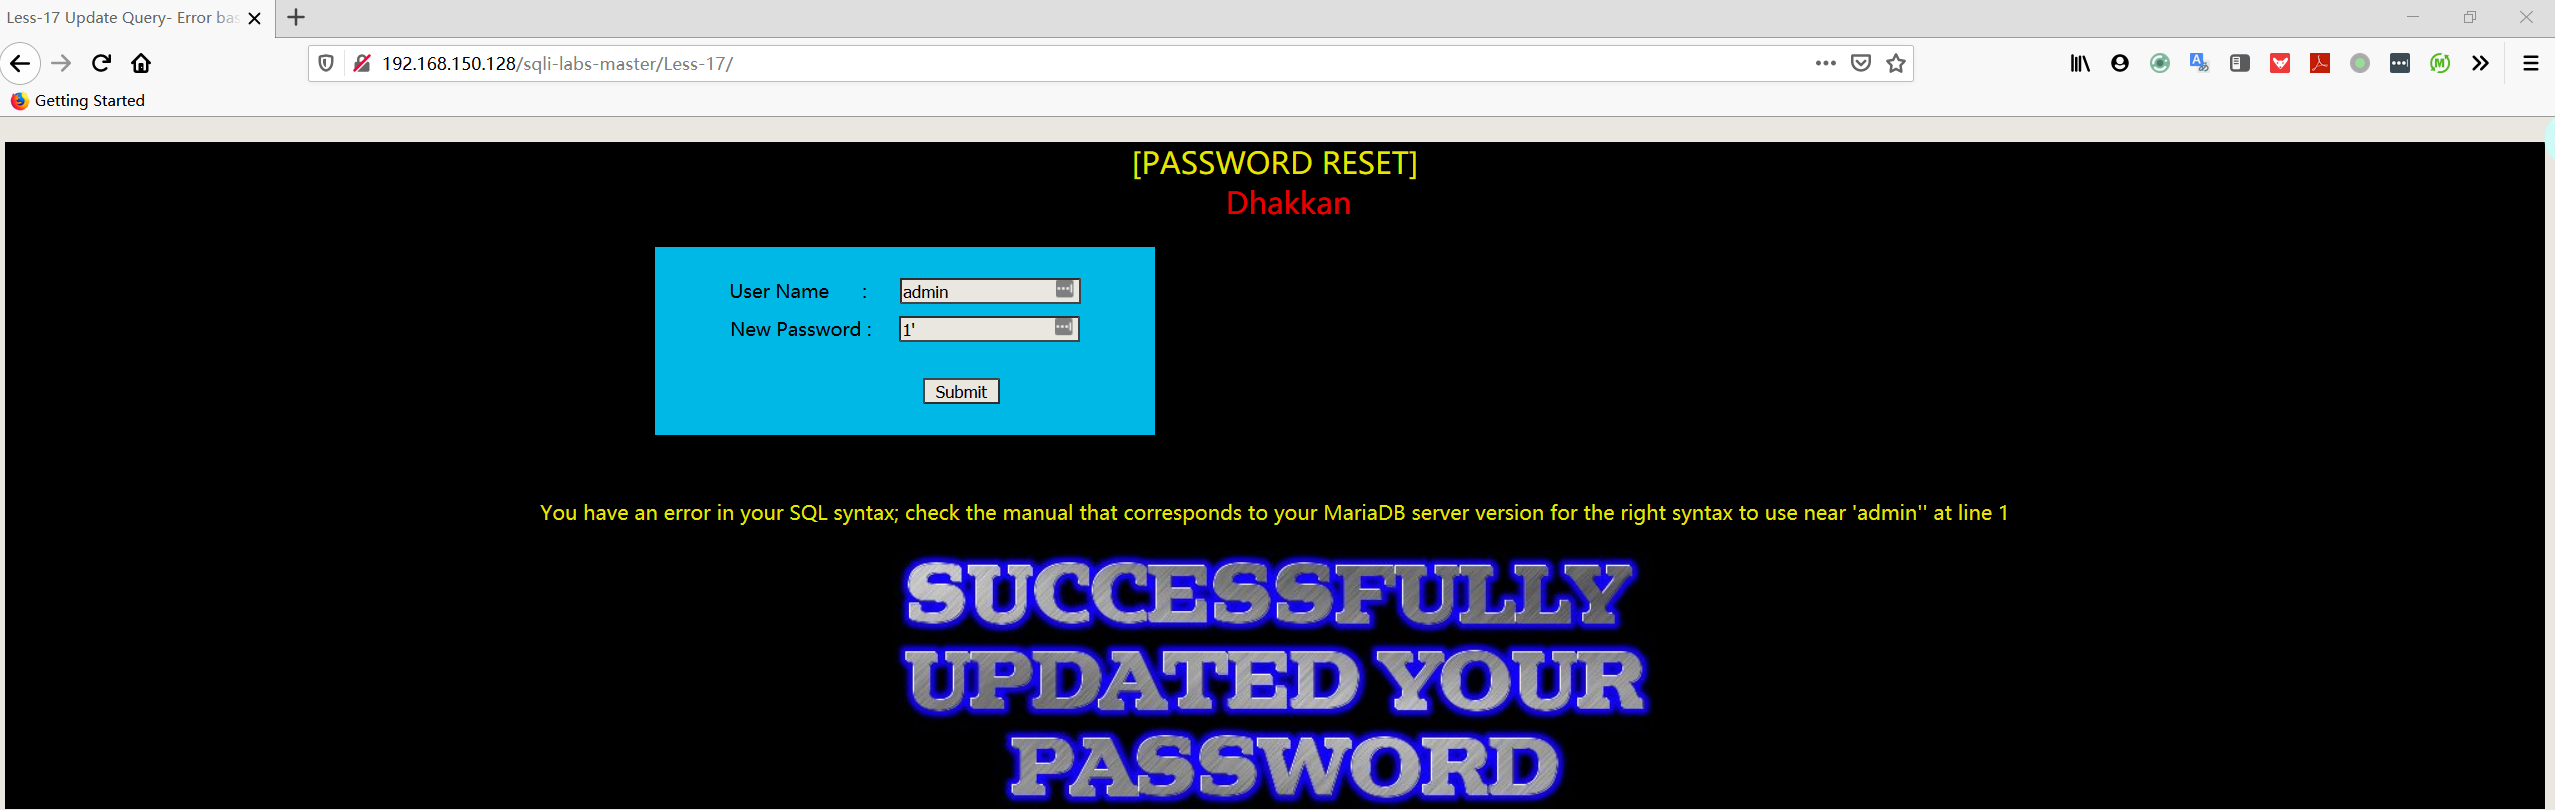 Less-17 Update Query- Error bas
192.168.150.128/sqli-labs-master/Less-17/
Getting Started
[PASSWORD RESET]
Dhakkan
User Name : admin
New Password : 1'
Submit
You have an error in your SQL syntax; check the manual that corresponds to your MariaDB server version for the right syntax to use near 'admin'' at line 1
SUCCESSFULLY
UPDATED YOUR
PASSWORD